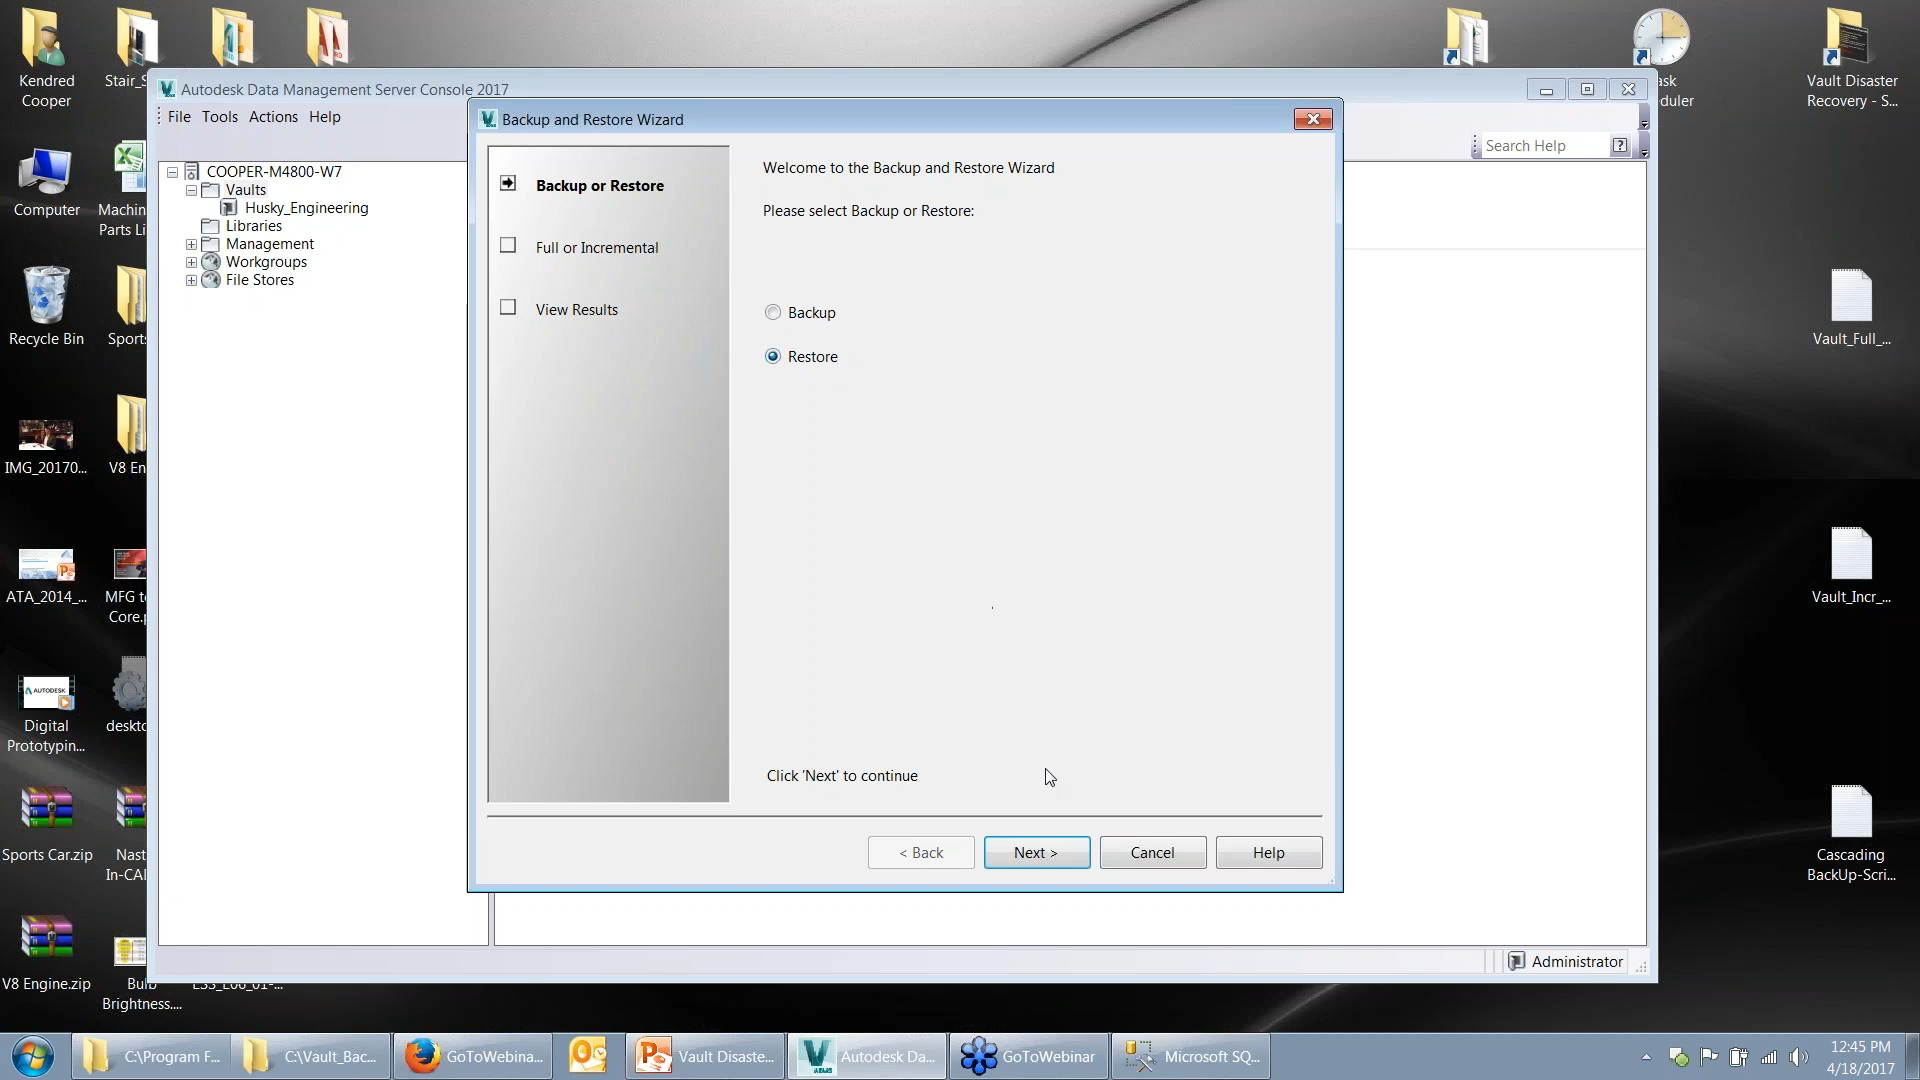 Kendred
Cooper
Stair_S
Computer
Machin
Parts Li
Recycle Bin
Sports
IMG_20170...
V8 En
ATA_2014_...
MFG to
Core.p
Digital
Prototypin...
deskto
Sports Car.zip
Nast
In-CAD
V8 Engine.zip
Bulb
Brightness....
Autodesk Data Management Server Console 2017
File Tools Actions Help
Search Help
COOPER-M4800-W7
Vaults
Husky_Engineering
Libraries
Management
Workgroups
File Stores
Backup and Restore Wizard
Backup or Restore
Full or Incremental
View Results
Welcome to the Backup and Restore Wizard
Please select Backup or Restore:
Backup
Restore
Click 'Next' to continue
< Back
Next >
Cancel
Help
Administrator
Vault Disaster
Recovery - S...
Vault_Full_...
Vault_Incr_...
Cascading
BackUp-Scri...
C:\Program F...
C:\Vault_Bac...
GoToWebina...
Vault Disaste...
Autodesk Da...
GoToWebinar
Microsoft SQ...
12:45 PM
4/18/2017